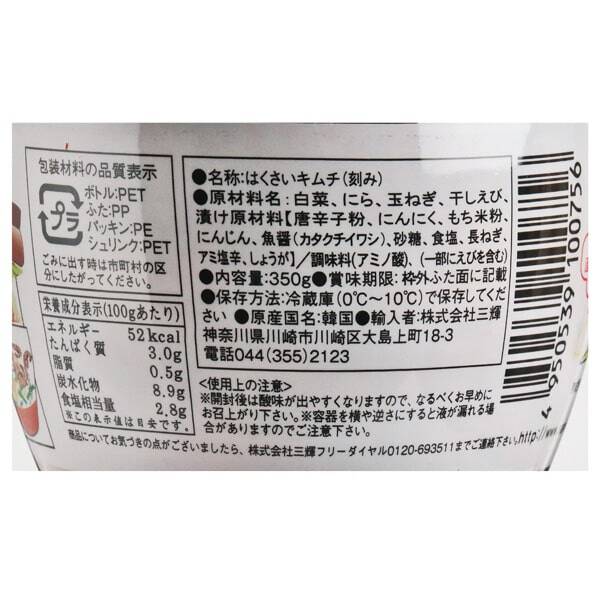 包装材料の品質表示
プラ
ボトル:PET
ふた:PP
パッキン:PE
シュリンク:PET
ごみに出す時は市町村の区
分にしたがってください。
栄養成分表示(100gあたり)
エネルギー 52kcal
たんぱく質 3.0g
脂質 0.5g
炭水化物 8.9g
食塩相当量 2.8g
※この表示値は目安です。
●名称:はくさいキムチ(刻み)
●原材料名:白菜、にら、玉ねぎ、干しえび、
漬け原材料【唐辛子粉、にんにく、もち米粉、
にんじん、魚醤(カタクチイワシ)、砂糖、食塩、長ねぎ、
アミ塩辛、しょうが】/調味料(アミノ酸)、(一部にえびを含む)
●内容量:350g●賞味期限:枠外ふた面に記載
●保存方法:冷蔵庫(0℃〜10℃)で保存してくだ
さい ●原産国名:韓国●輸入者:株式会社三輝
神奈川県川崎市川崎区大島上町18-3
電話044(355)2123
<使用上の注意>
※開封後は酸味が出やすくなりますので、なるべくお早めに
お召上がり下さい。※容器を横や逆さにすると液が漏れる場
合がありますのでご注意下さい。
商品についてお気づきの点がございましたら、株式会社三輝フリーダイヤル0120-693511までご連絡下さい。http://www.
4 950539 100756